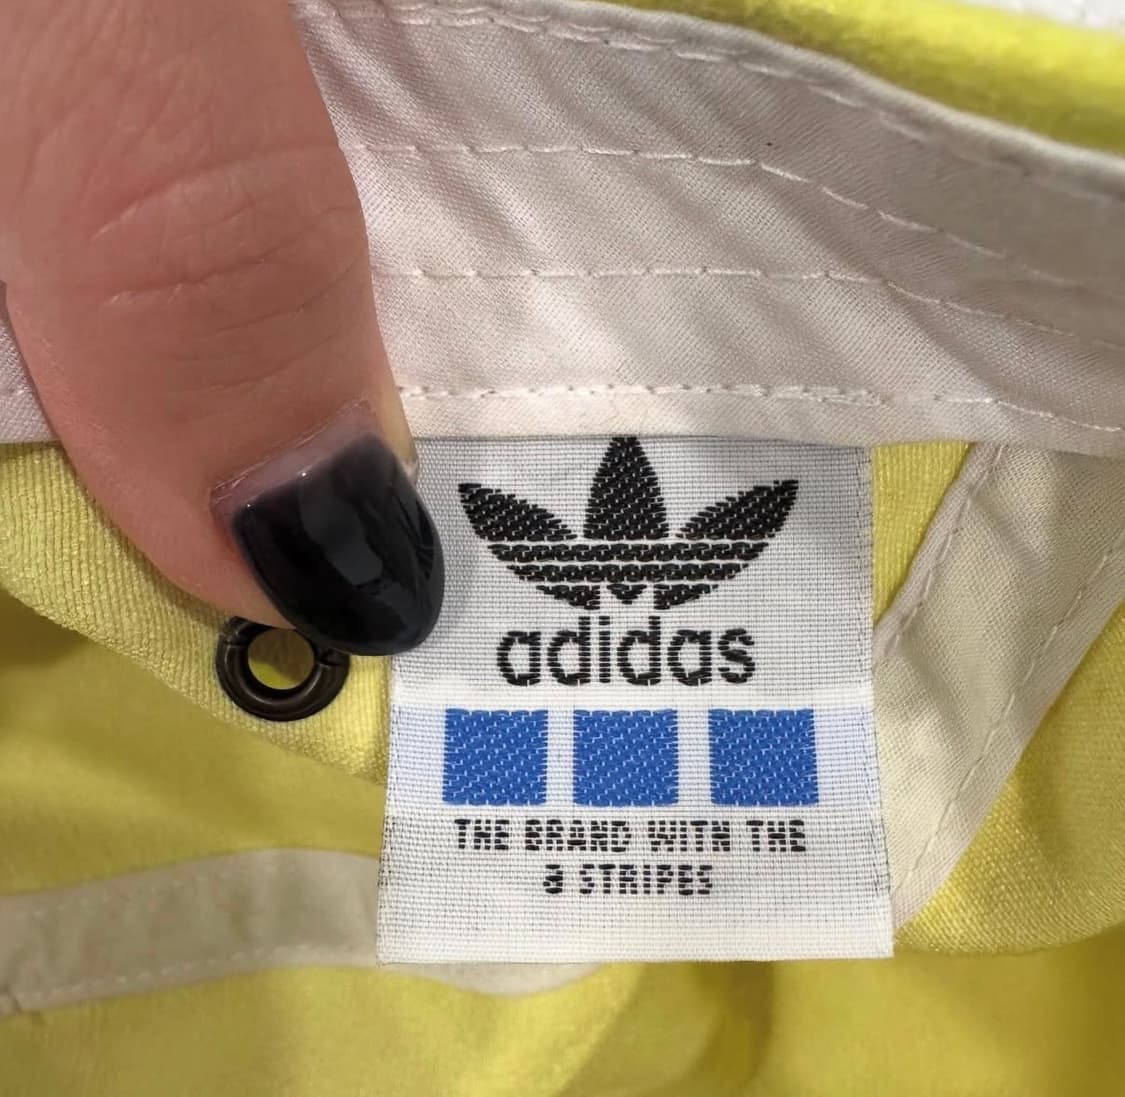 adidas
THE BRAND WITH THE
3 STRIPES